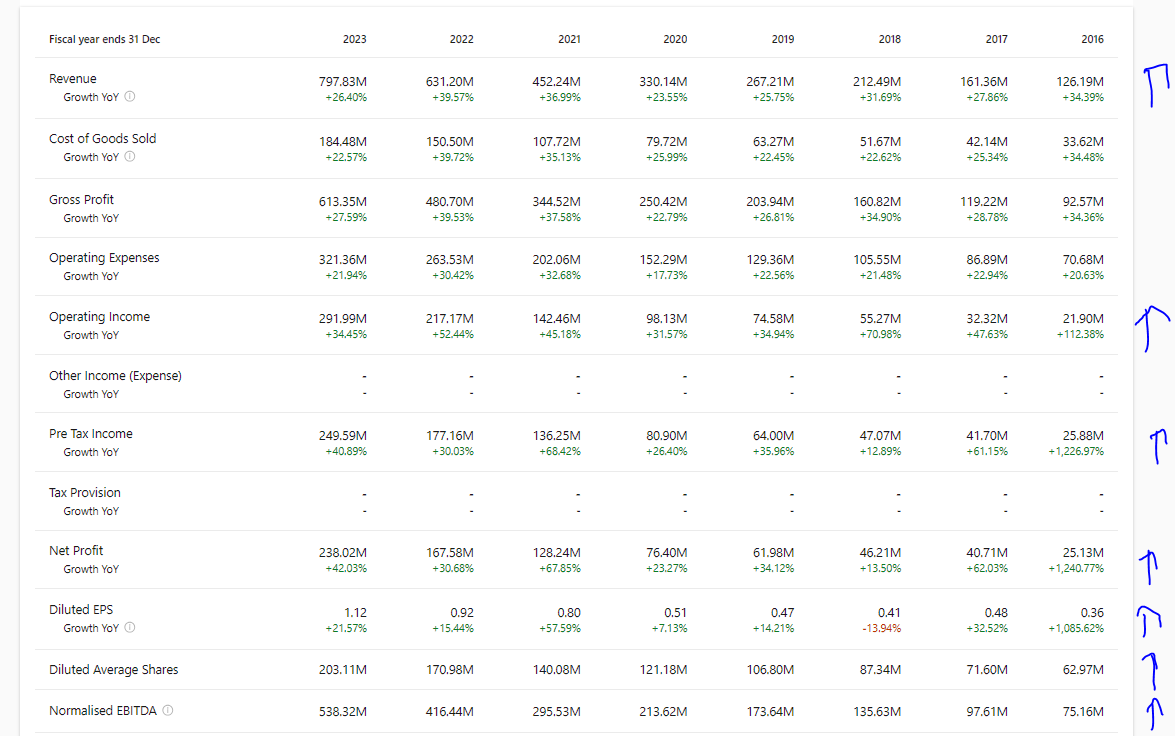 Fiscal year ends 31 Dec 2023 2022 2021 2020 2019 2018 2017 2016
Revenue 797.83M 631.20M 452.24M 330.14M 267.21M 212.49M 161.36M 126.19M
Growth YoY +26.40% +39.57% +36.99% +23.55% +25.75% +31.69% +27.86% +34.39%
Cost of Goods Sold 184.48M 150.50M 107.72M 79.72M 63.27M 51.67M 42.14M 33.62M
Growth YoY +22.57% +39.72% +35.13% +25.99% +22.45% +22.62% +25.34% +34.48%
Gross Profit 613.35M 480.70M 344.52M 250.42M 203.94M 160.82M 119.22M 92.57M
Growth YoY +27.59% +39.53% +37.58% +22.79% +26.81% +34.90% +28.78% +34.36%
Operating Expenses 321.36M 263.53M 202.06M 152.29M 129.36M 105.55M 86.89M 70.68M
Growth YoY +21.94% +30.42% +32.68% +17.73% +22.56% +21.48% +22.94% +20.63%
Operating Income 291.99M 217.17M 142.46M 98.13M 74.58M 55.27M 32.32M 21.90M
Growth YoY +34.45% +52.44% +45.18% +31.57% +34.94% +70.98% +47.63% +112.38%
Other Income (Expense) - - - - - - - -
Growth YoY - - - - - - - -
Pre Tax Income 249.59M 177.16M 136.25M 80.90M 64.00M 47.07M 41.70M 25.88M
Growth YoY +40.89% +30.03% +68.42% +26.40% +35.96% +12.89% +61.15% +1,226.97%
Tax Provision - - - - - - - -
Growth YoY - - - - - - - -
Net Profit 238.02M 167.58M 128.24M 76.40M 61.98M 46.21M 40.71M 25.13M
Growth YoY +42.03% +30.68% +67.85% +23.27% +34.12% +13.50% +62.03% +1,240.77%
Diluted EPS 1.12 0.92 0.80 0.51 0.47 0.41 0.48 0.36
Growth YoY +21.57% +15.44% +57.59% +7.13% +14.21% -13.94% +32.52% +1,085.62%
Diluted Average Shares 203.11M 170.98M 140.08M 121.18M 106.80M 87.34M 71.60M 62.97M
Normalised EBITDA 538.32M 416.44M 295.53M 213.62M 173.64M 135.63M 97.61M 75.16M